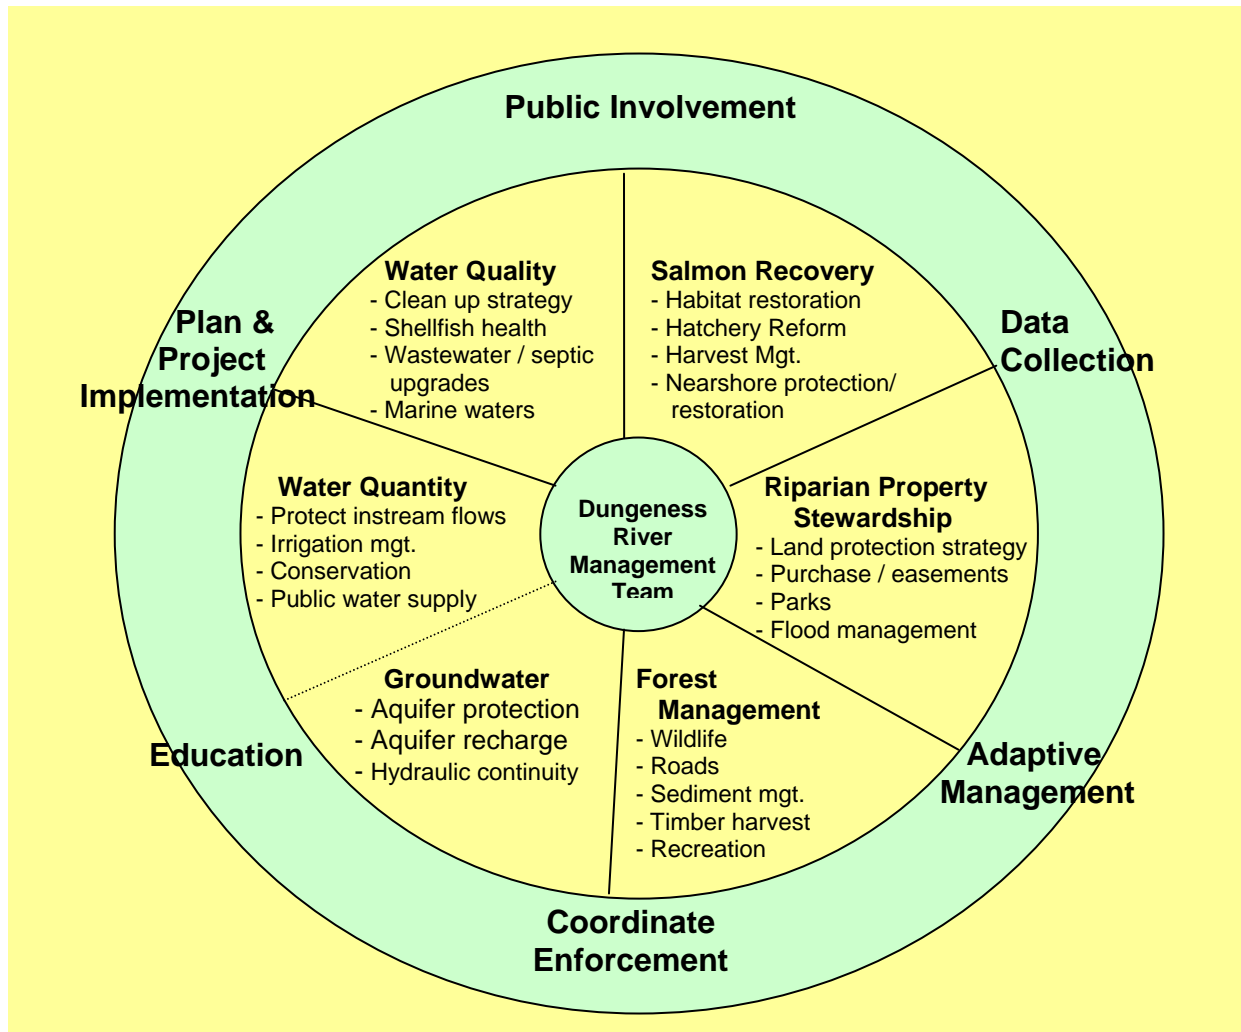 Public Involvement
Water Quality
- Clean up strategy
- Shellfish health
- Wastewater / septic
upgrades
- Marine waters
Salmon Recovery
- Habitat restoration
- Hatchery Reform
- Harvest Mgt.
- Nearshore protection/
restoration
Plan &
Project
Implementation
Data
Collection
Water Quantity
- Protect instream flows
- Irrigation mgt.
- Conservation
- Public water supply
Dungeness
River
Management
Team
Riparian Property
Stewardship
- Land protection strategy
- Purchase / easements
- Parks
- Flood management
Groundwater
- Aquifer protection
- Aquifer recharge
- Hydraulic continuity
Forest
Management
- Wildlife
- Roads
- Sediment mgt.
- Timber harvest
- Recreation
Education
Adaptive
Management
Coordinate
Enforcement